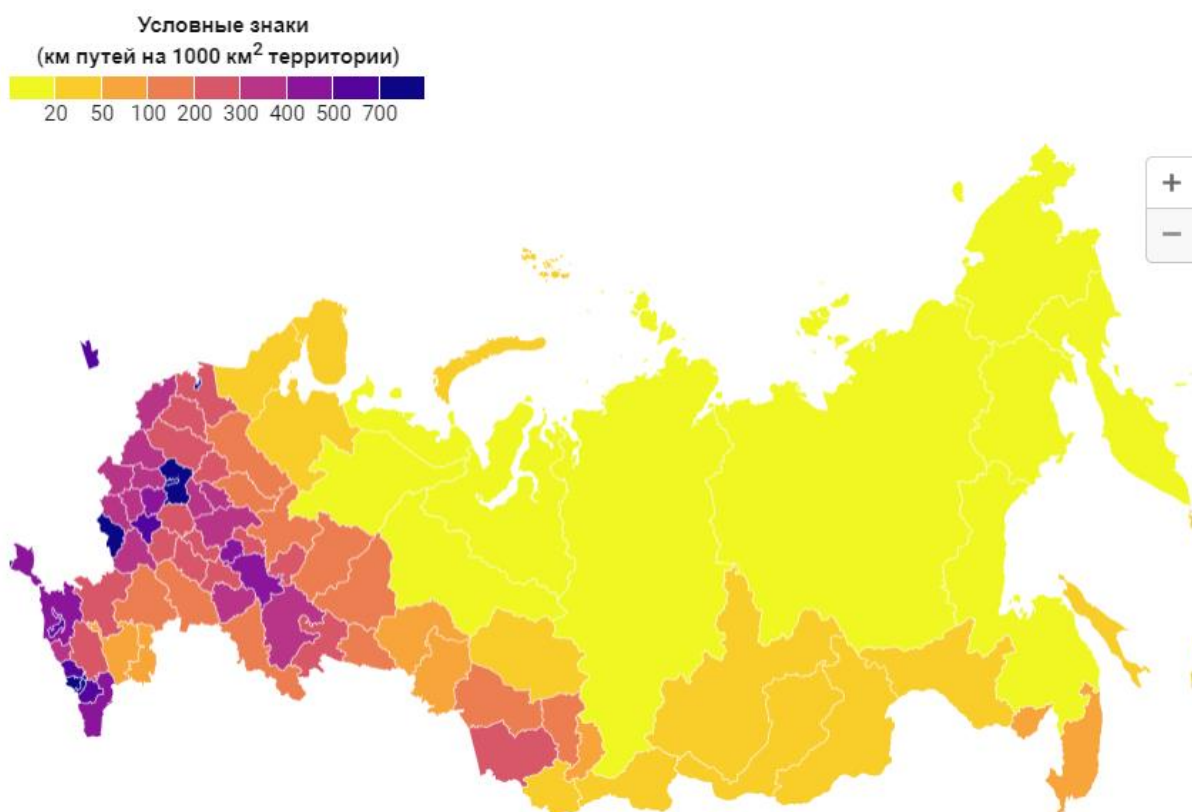 Условные знаки
(км путей на 1000 км² территории)
20 50 100 200 300 400 500 700
+
−